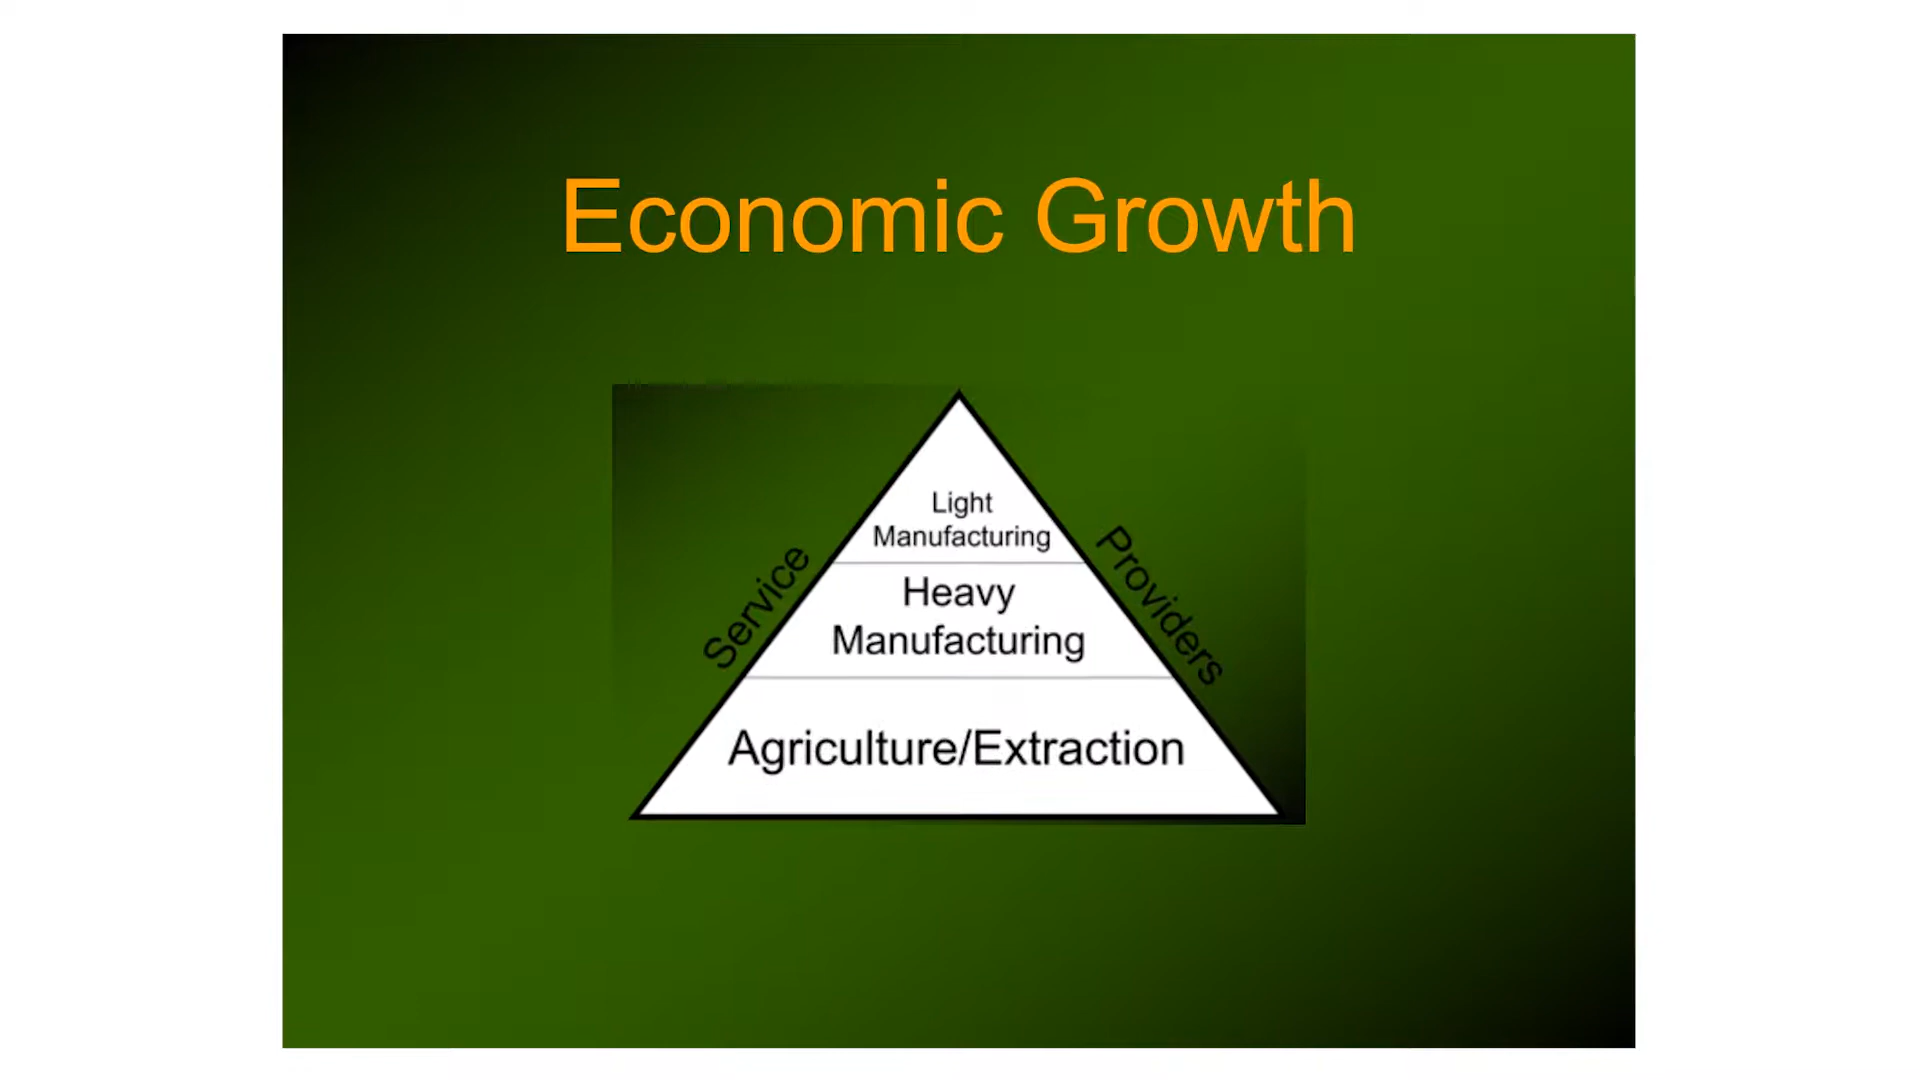 Economic Growth
Light
Manufacturing
Service
Providers
Heavy
Manufacturing
Agriculture/Extraction